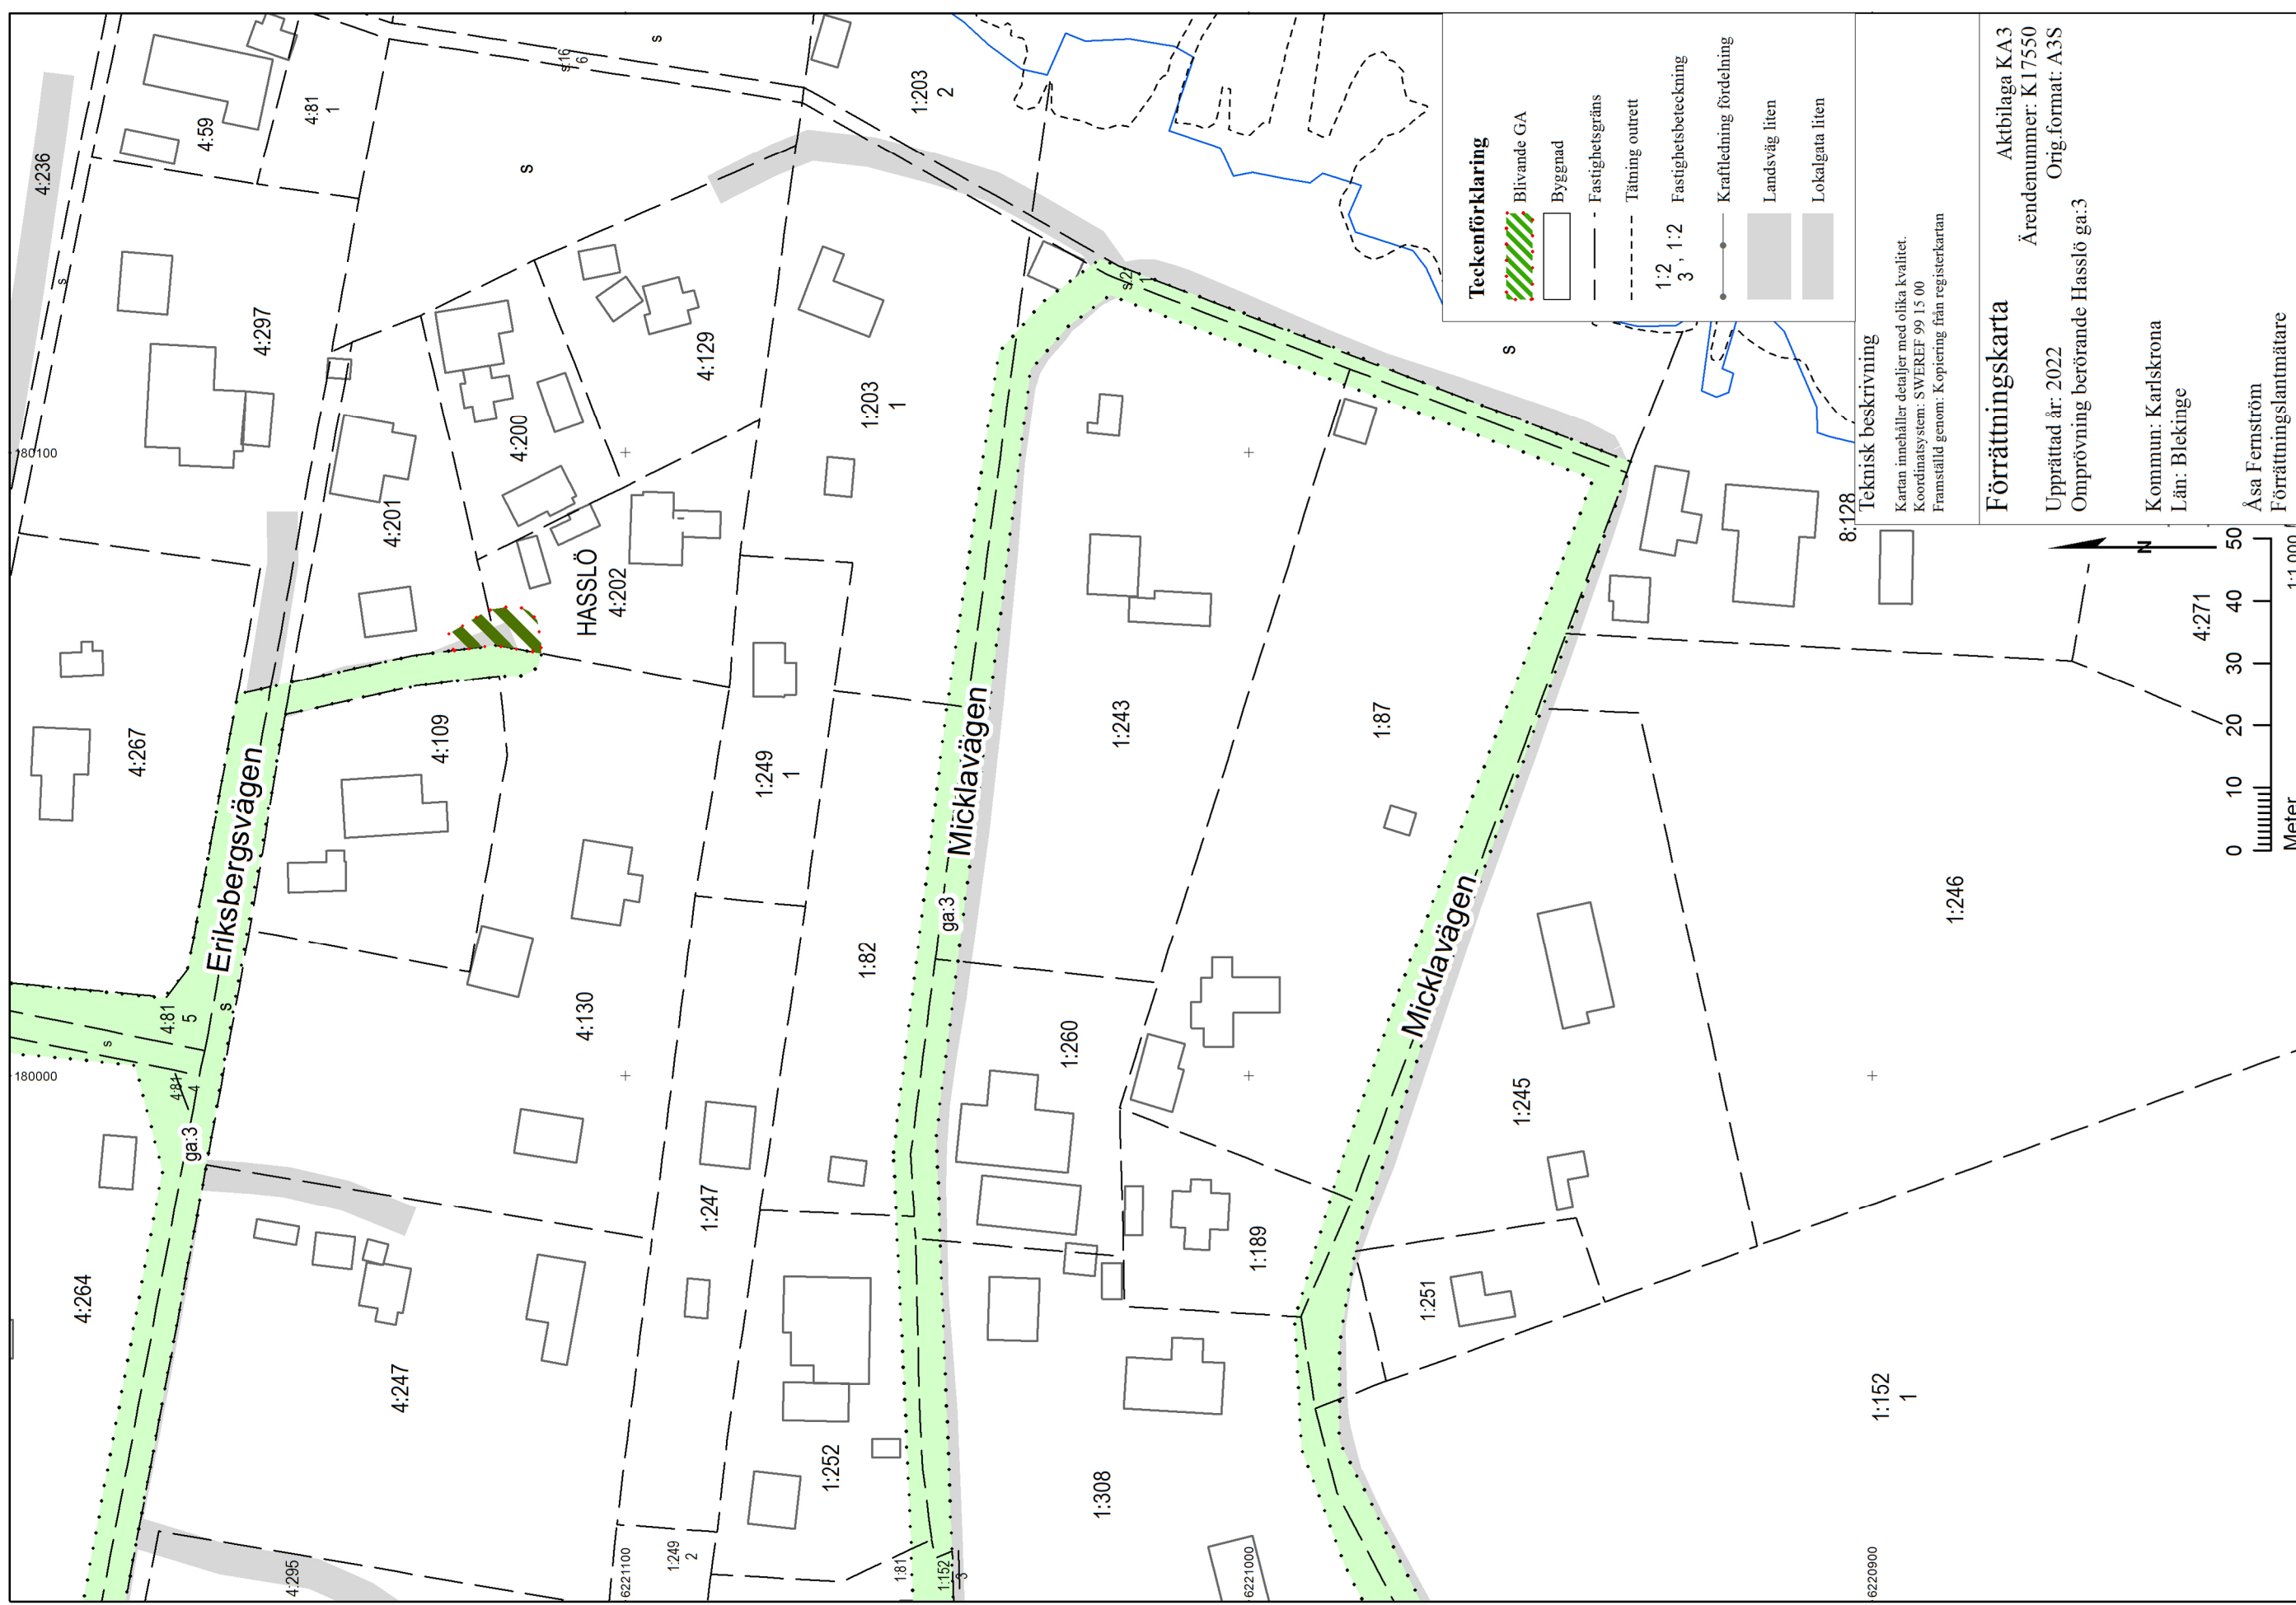 4:236
4:59
4:81
1
s:16
6
s
1:203
2
s
s
4:297
180100
4:201
4:200
4:129
1:203
1
s:2
1
s
HASSLÖ
4:202
4:267
4:109
Eriksbergsvägen
1:249
1
Micklavägen
1:243
1:87
8:128
4:271
ga:3
1:82
4:81
5
s
s
4:81
4
ga:3
180000
4:130
1:260
Micklavägen
1:246
1:245
4:264
1:247
1:189
1:251
4:247
1:252
1:308
1:152
1
4:295
6221100
1:249
2
1:81
1:152
3
6221000
6220900
Teckenförklaring
Blivande GA
Byggnad
Fastighetsgräns
Tätning outrett
1:2
3 , 1:2
Fastighetsbeteckning
Kraftledning fördelning
Landsväg liten
Lokalgata liten
Teknisk beskrivning
Kartan innehåller detaljer med olika kvalitet.
Koordinatsystem: SWEREF 99 15 00
Framställd genom: Kopiering från registerkartan
Förrättningskarta
Aktbilaga KA3
Ärendenummer: K17550
Orig.format: A3S
Upprättad år: 2022
Omprövning berörande Hasslö ga:3
Kommun: Karlskrona
Län: Blekinge
Åsa Fernström
Förrättningslantmätare
N
0 10 20 30 40 50
Meter
1:1 000